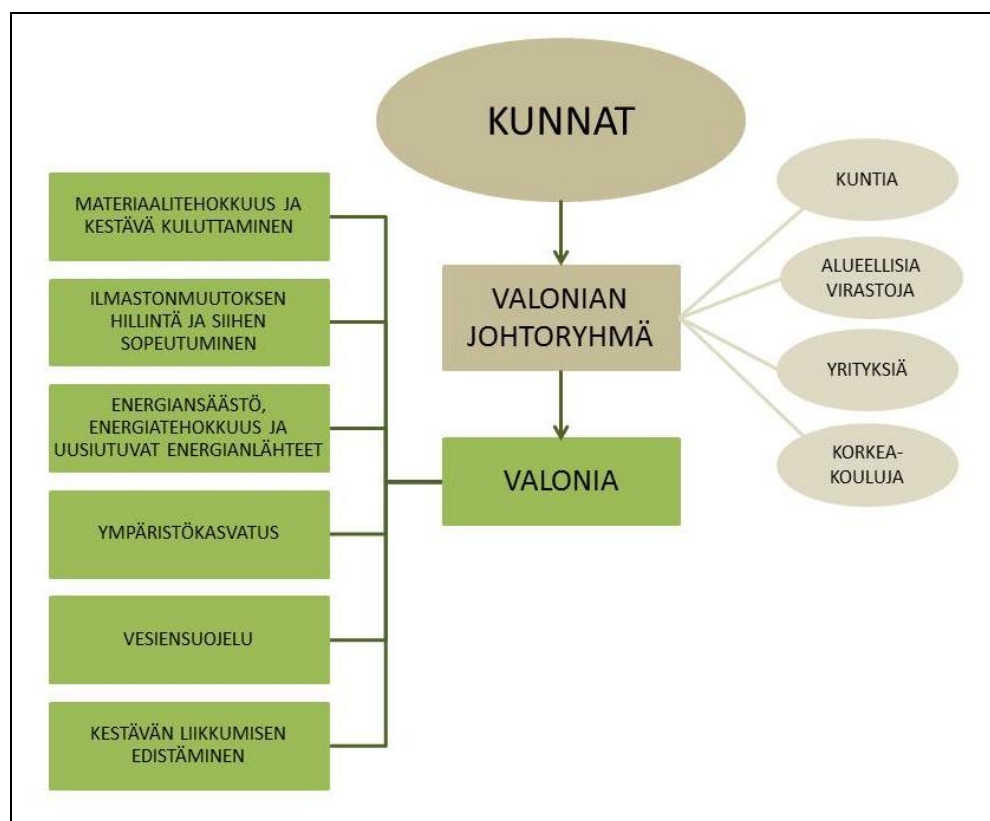 KUNNAT
MATERIAALITEHOKKUUS JA
KESTÄVÄ KULUTTAMINEN
ILMASTONMUUTOKSEN
HILLINTÄ JA SIIHEN
SOPEUTUMINEN
ENERGIANSÄÄSTÖ,
ENERGIATEHOKKUUS JA
UUSIUTUVAT ENERGIANLÄHTEET
YMPÄRISTÖKASVATUS
VESIENSUOJELU
KESTÄVÄN LIIKKUMISEN
EDISTÄMINEN
VALONIAN
JOHTORYHMÄ
VALONIA
KUNTIA
ALUEELLISIA
VIRASTOJA
YRITYKSIÄ
KORKEA-
KOULUJA